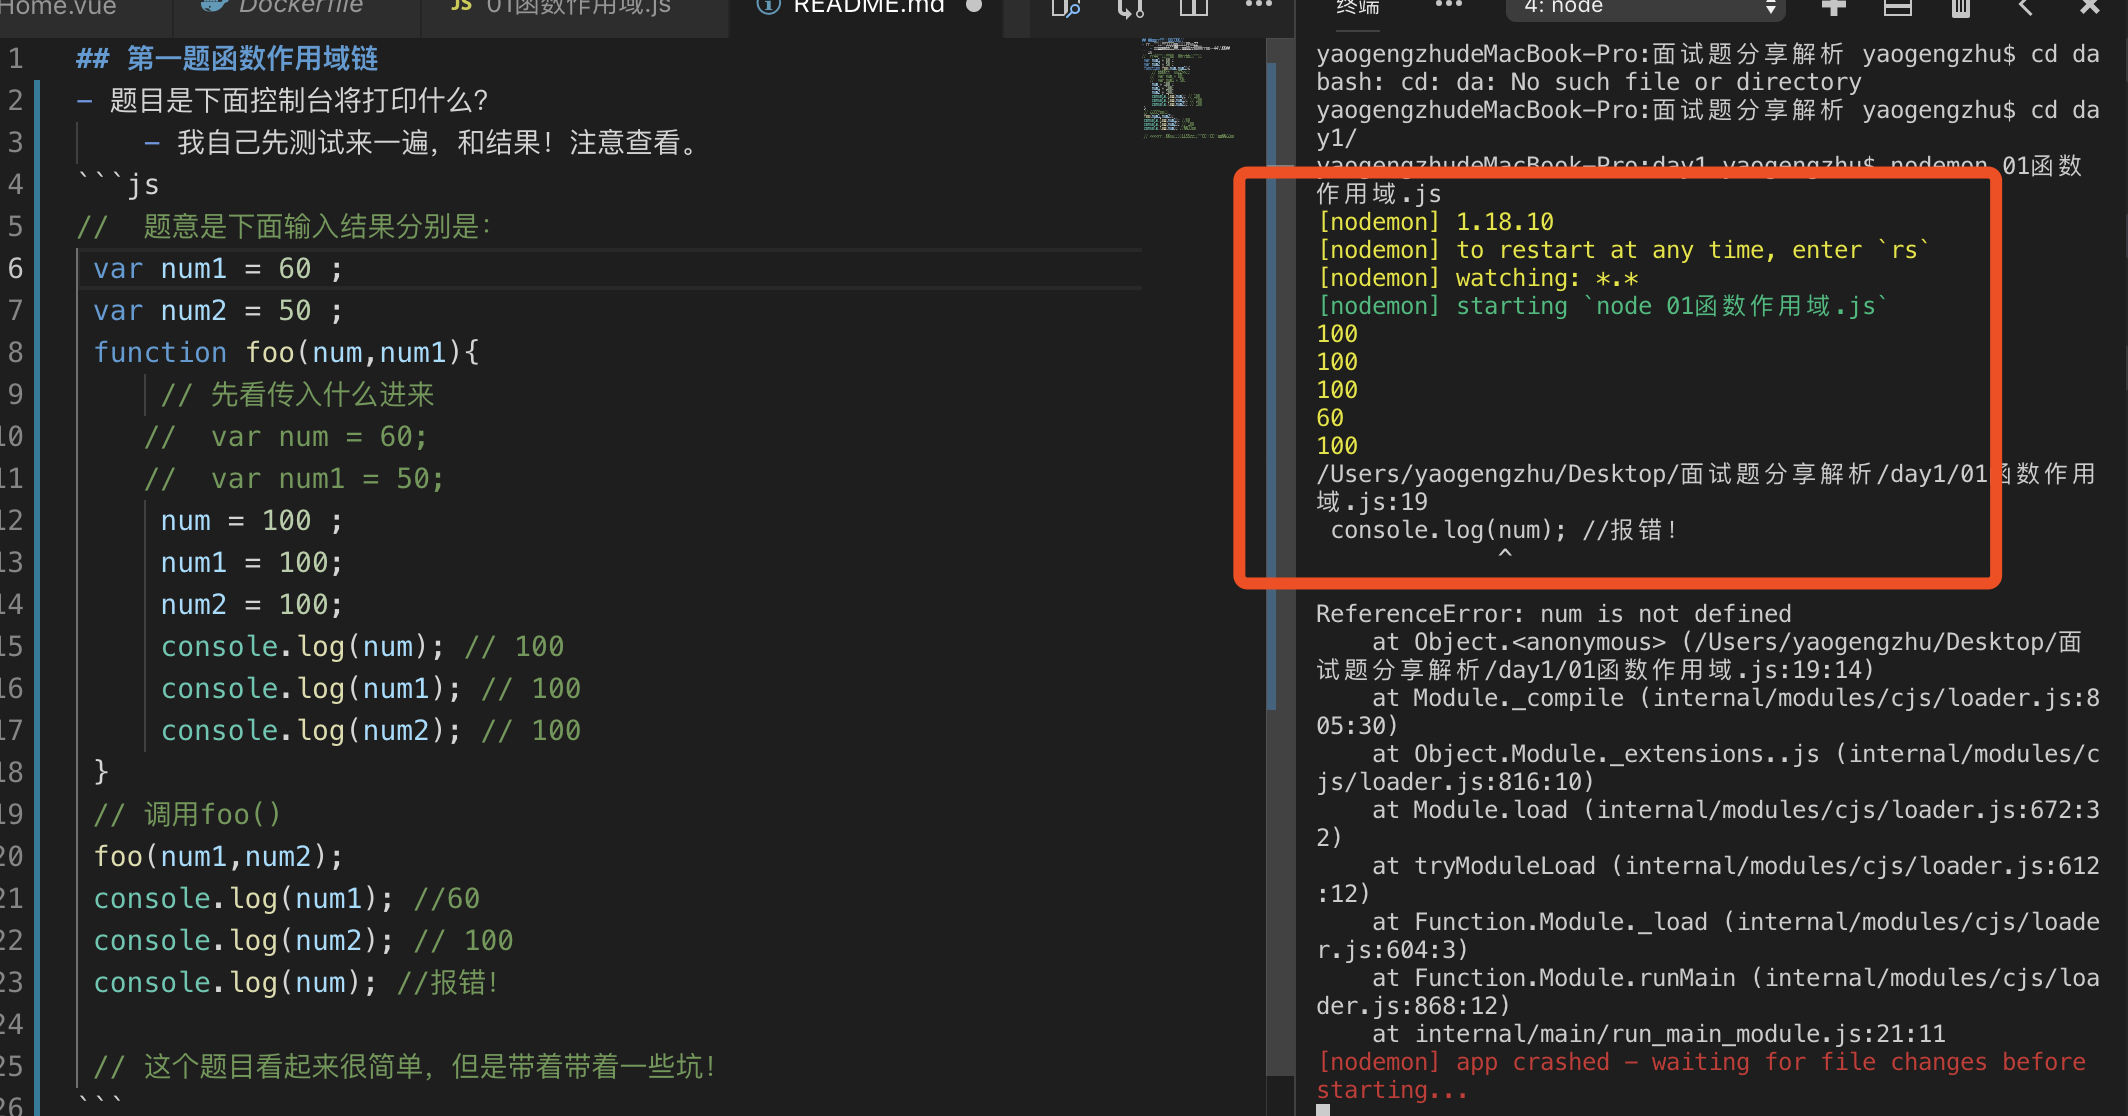 Home.vue
Dockerfile
JS 01函数作用域.js
README.md
1 ## 第一题函数作用域链
2 - 题目是下面控制台将打印什么？
3 - 我自己先测试来一遍，和结果！注意查看。
4 ```js
5 //  题意是下面输入结果分别是：
6 var num1 = 60 ;
7 var num2 = 50 ;
8 function foo(num,num1){
9 // 先看传入什么进来
10 //  var num = 60;
11 //  var num1 = 50;
12 num = 100 ;
13 num1 = 100;
14 num2 = 100;
15 console.log(num); // 100
16 console.log(num1); // 100
17 console.log(num2); // 100
18 }
19 // 调用foo()
20 foo(num1,num2);
21 console.log(num1); //60
22 console.log(num2); // 100
23 console.log(num); //报错！
24
25 // 这个题目看起来很简单，但是带着带着一些坑！
26 ```
终端
4: node
yaogengzhudeMacBook-Pro:面试题分享解析 yaogengzhu$ cd da
bash: cd: da: No such file or directory
yaogengzhudeMacBook-Pro:面试题分享解析 yaogengzhu$ cd da
y1/
yaogengzhudeMacBook-Pro:day1 yaogengzhu$ nodemon 01函数
作用域.js
[nodemon] 1.18.10
[nodemon] to restart at any time, enter `rs`
[nodemon] watching: *.*
[nodemon] starting `node 01函数作用域.js`
100
100
100
60
100
/Users/yaogengzhu/Desktop/面试题分享解析/day1/01函数作用
域.js:19
console.log(num); //报错！
^
ReferenceError: num is not defined
at Object.<anonymous> (/Users/yaogengzhu/Desktop/面
试题分享解析/day1/01函数作用域.js:19:14)
at Module._compile (internal/modules/cjs/loader.js:8
05:30)
at Object.Module._extensions..js (internal/modules/c
js/loader.js:816:10)
at Module.load (internal/modules/cjs/loader.js:672:3
2)
at tryModuleLoad (internal/modules/cjs/loader.js:612
:12)
at Function.Module._load (internal/modules/cjs/loade
r.js:604:3)
at Function.Module.runMain (internal/modules/cjs/loa
der.js:868:12)
at internal/main/run_main_module.js:21:11
[nodemon] app crashed - waiting for file changes before
starting...